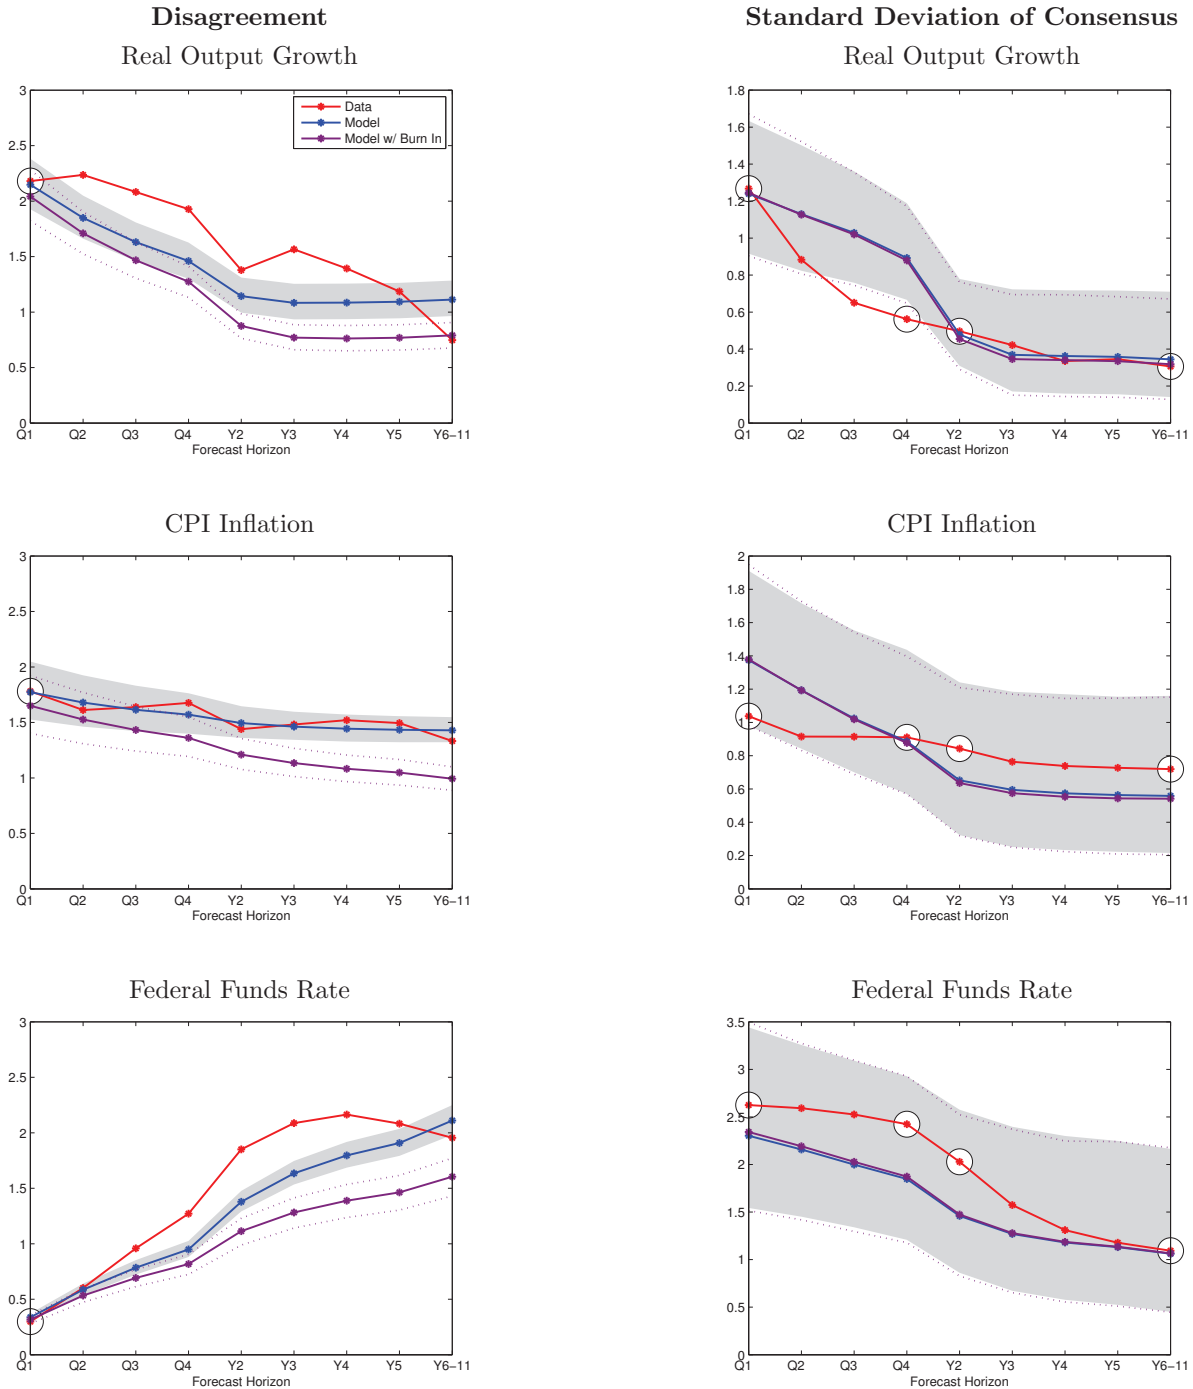 Disagreement
Standard Deviation of Consensus
Real Output Growth
3
2.5
2
1.5
1
0.5
0
Data
Model
Model w/ Burn In
Q1 Q2 Q3 Q4 Y2 Y3 Y4 Y5 Y6−11
Forecast Horizon
Real Output Growth
1.8
1.6
1.4
1.2
1
0.8
0.6
0.4
0.2
0
Q1 Q2 Q3 Q4 Y2 Y3 Y4 Y5 Y6−11
Forecast Horizon
CPI Inflation
3
2.5
2
1.5
1
0.5
0
Q1 Q2 Q3 Q4 Y2 Y3 Y4 Y5 Y6−11
Forecast Horizon
CPI Inflation
2
1.8
1.6
1.4
1.2
1
0.8
0.6
0.4
0.2
0
Q1 Q2 Q3 Q4 Y2 Y3 Y4 Y5 Y6−11
Forecast Horizon
Federal Funds Rate
3
2.5
2
1.5
1
0.5
0
Q1 Q2 Q3 Q4 Y2 Y3 Y4 Y5 Y6−11
Forecast Horizon
Federal Funds Rate
3.5
3
2.5
2
1.5
1
0.5
0
Q1 Q2 Q3 Q4 Y2 Y3 Y4 Y5 Y6−11
Forecast Horizon